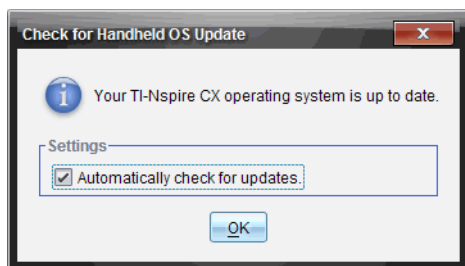 Check for Handheld OS Update
Your TI-Nspire CX operating system is up to date.
Settings
Automatically check for updates.
OK